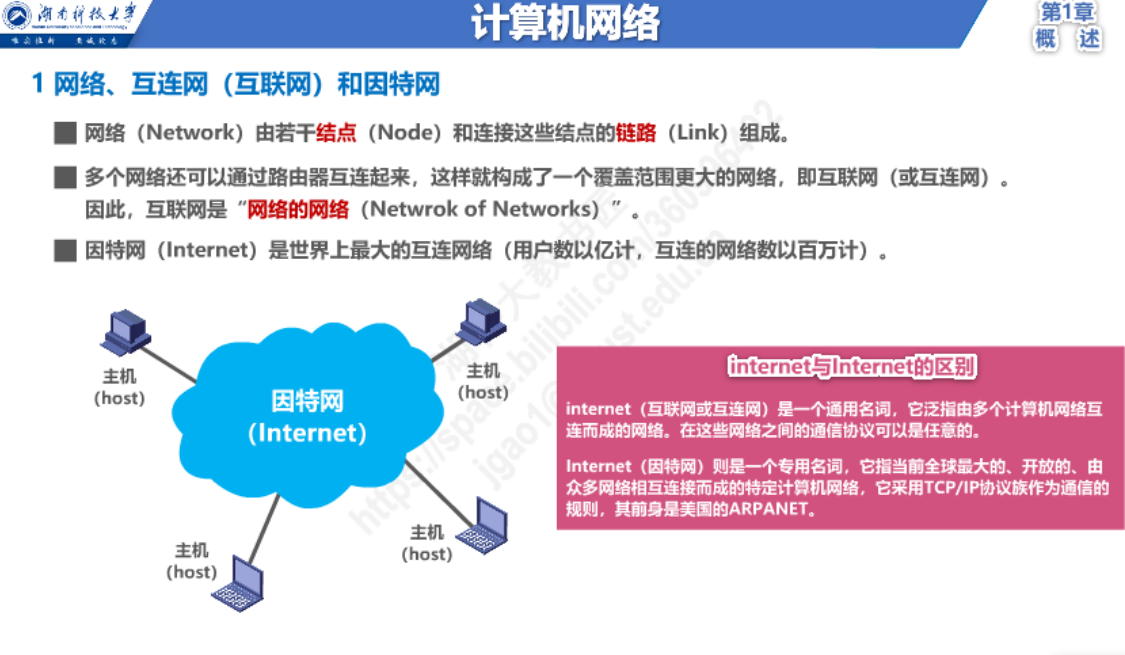 湖南科技大学
计算机网络
第1章
概 述
1 网络、互连网（互联网）和因特网
网络（Network）由若干结点（Node）和连接这些结点的链路（Link）组成。
多个网络还可以通过路由器互连起来，这样就构成了一个覆盖范围更大的网络，即互联网（或互连网）。
因此，互联网是“网络的网络（Netwrok of Networks）”。
因特网（Internet）是世界上最大的互连网络（用户数以亿计，互连的网络数以百万计）。
主机
(host)
主机
(host)
因特网
（Internet）
主机
(host)
主机
(host)
internet与Internet的区别
internet（互联网或互连网）是一个通用名词，它泛指由多个计算机网络互
连而成的网络。在这些网络之间的通信协议可以是任意的。
Internet（因特网）则是一个专用名词，它指当前全球最大的、开放的、由
众多网络相互连接而成的特定计算机网络，它采用TCP/IP协议族作为通信的
规则，其前身是美国的ARPANET。